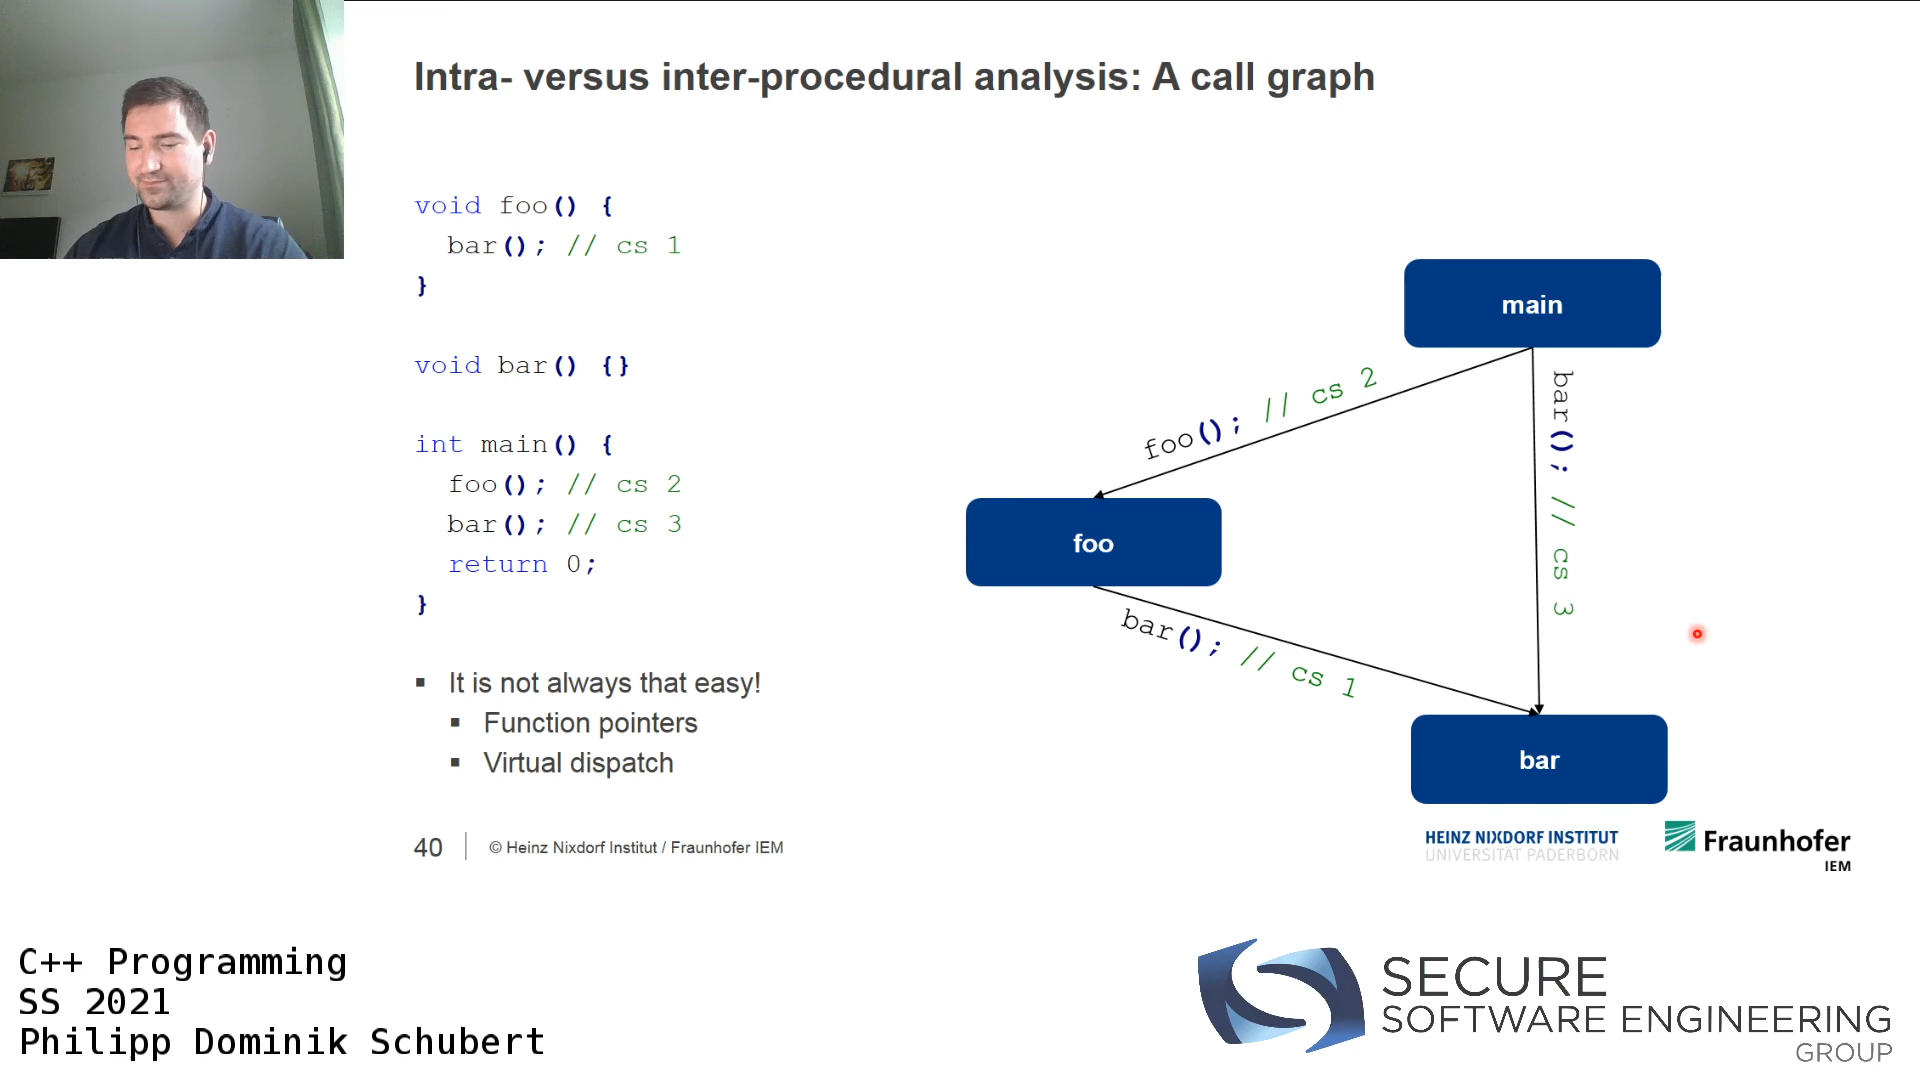 Intra- versus inter-procedural analysis: A call graph
void foo() {
bar(); // cs 1
}
void bar() {}
int main() {
foo(); // cs 2
bar(); // cs 3
return 0;
}
▪ It is not always that easy!
▪ Function pointers
▪ Virtual dispatch
main
foo(); // cs 2
bar(); // cs 3
foo
bar(); // cs 1
bar
40
© Heinz Nixdorf Institut / Fraunhofer IEM
HEINZ NIXDORF INSTITUT
UNIVERSITÄT PADERBORN
Fraunhofer
IEM
C++ Programming
SS 2021
Philipp Dominik Schubert
SECURE
SOFTWARE ENGINEERING
GROUP